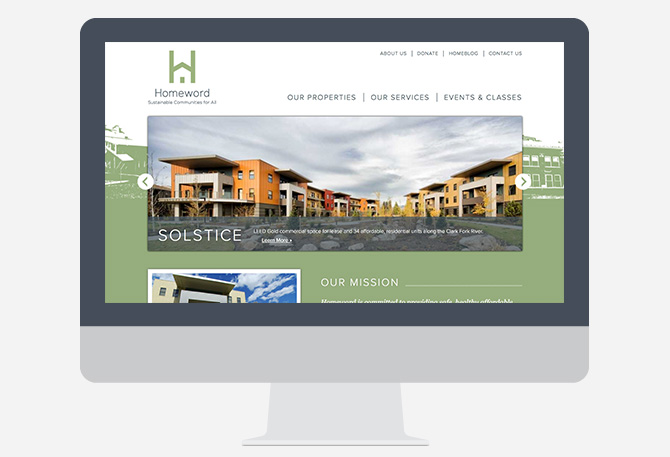 ABOUT US | DONATE | HOMEBLOG | CONTACT US
Homeword
Sustainable Communities for All
OUR PROPERTIES | OUR SERVICES | EVENTS & CLASSES
SOLSTICE
LEED Gold commercial space for lease and 34 affordable, residential units along the Clark Fork River.
Learn More ▸
OUR MISSION
Homeword is committed to providing safe, healthy affordable